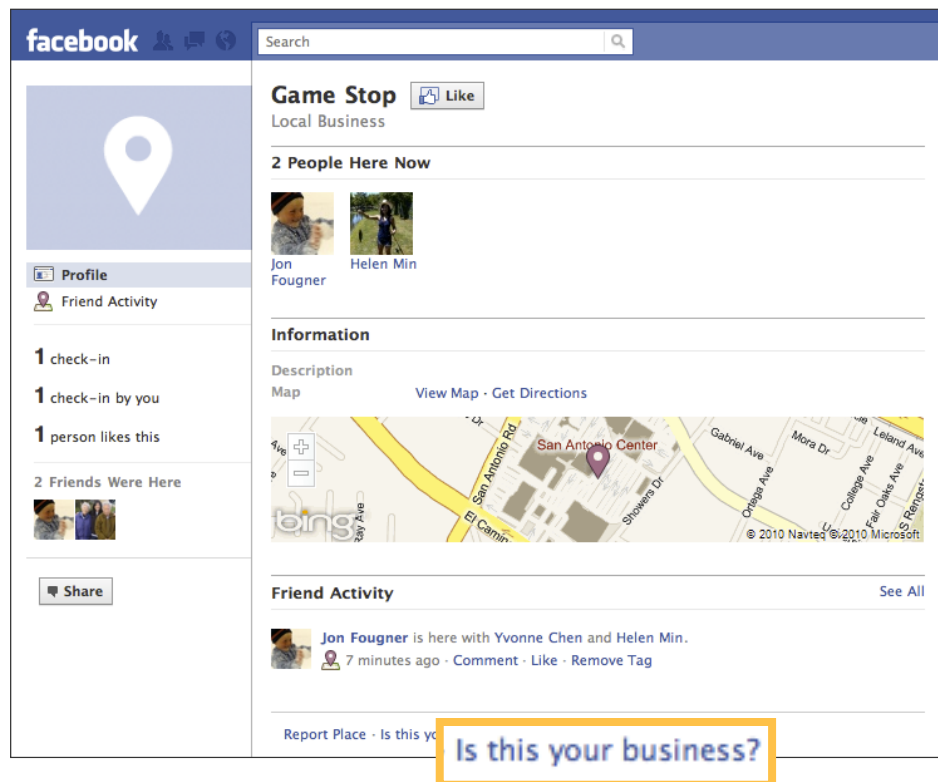 facebook
Search
Game Stop Like
Local Business
2 People Here Now
Jon
Fougner
Helen Min
Profile
Friend Activity
1 check-in
1 check-in by you
1 person likes this
2 Friends Were Here
Share
Information
Description
Map View Map · Get Directions
San Antonio Rd
San Antonio Center
Gabriel Ave
Mora Dr
Leland Ave
Showers Dr
Ortega Ave
College Ave
Fair Oaks Ave
El Camin
Ray Ave
S Rengst
bing
© 2010 Navteq © 2010 Microsoft
Friend Activity See All
Jon Fougner is here with Yvonne Chen and Helen Min.
7 minutes ago · Comment · Like · Remove Tag
Report Place · Is this yo
Is this your business?